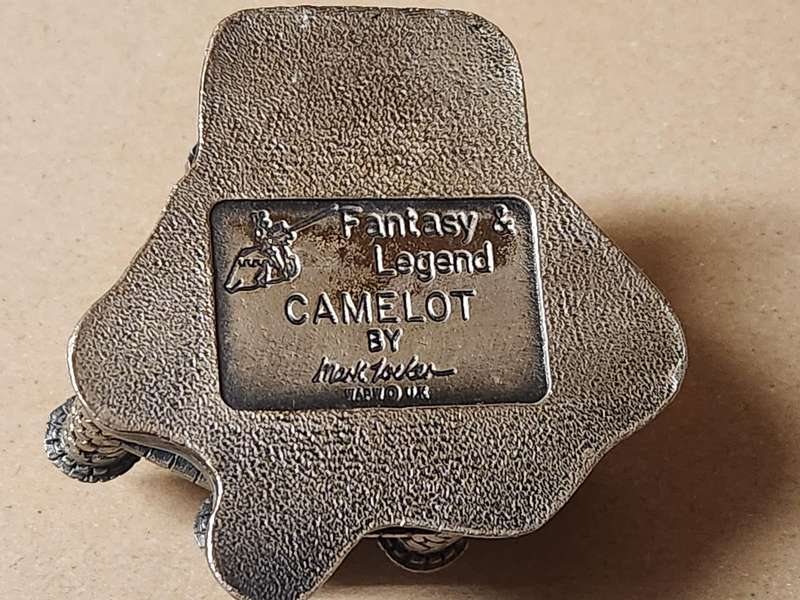 Fantasy &
Legend
CAMELOT
BY
Mark Locker
U.K.